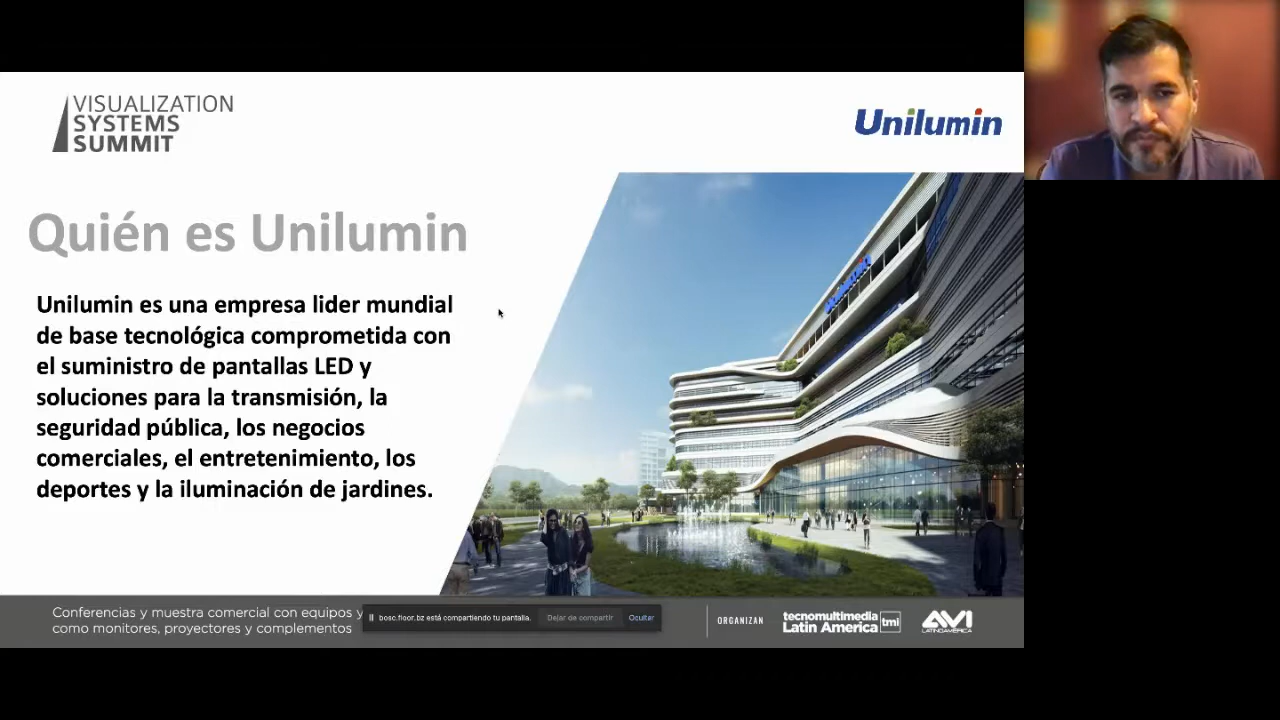 VISUALIZATION
SYSTEMS
SUMMIT
Unilumin
Quién es Unilumin
Unilumin es una empresa lider mundial
de base tecnológica comprometida con
el suministro de pantallas LED y
soluciones para la transmisión, la
seguridad pública, los negocios
comerciales, el entretenimiento, los
deportes y la iluminación de jardines.
Conferencias y muestra comercial con equipos y
como monitores, proyectores y complementos
bosc.floor.bz está compartiendo tu pantalla.
Dejar de compartir
Ocultar
ORGANIZAN
tecnomultimedia
Latin America tmi
AVI
LATINOAMÉRICA